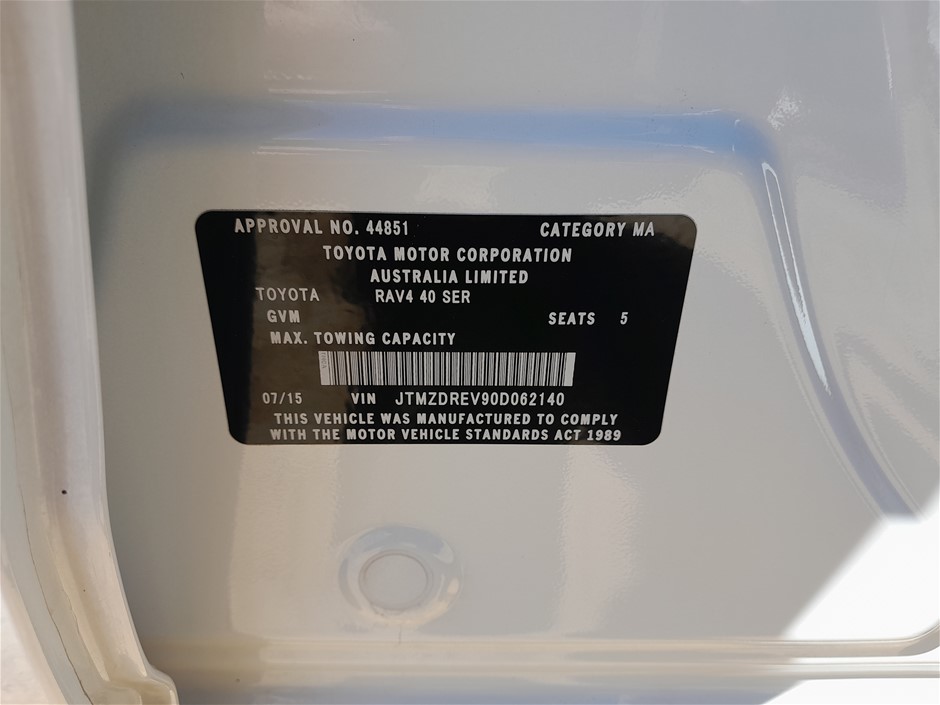 APPROVAL NO. 44851 CATEGORY MA
TOYOTA MOTOR CORPORATION
AUSTRALIA LIMITED
TOYOTA RAV4 40 SER
GVM SEATS 5
MAX. TOWING CAPACITY
07/15 VIN JTMZDREV90D062140
THIS VEHICLE WAS MANUFACTURED TO COMPLY
WITH THE MOTOR VEHICLE STANDARDS ACT 1989